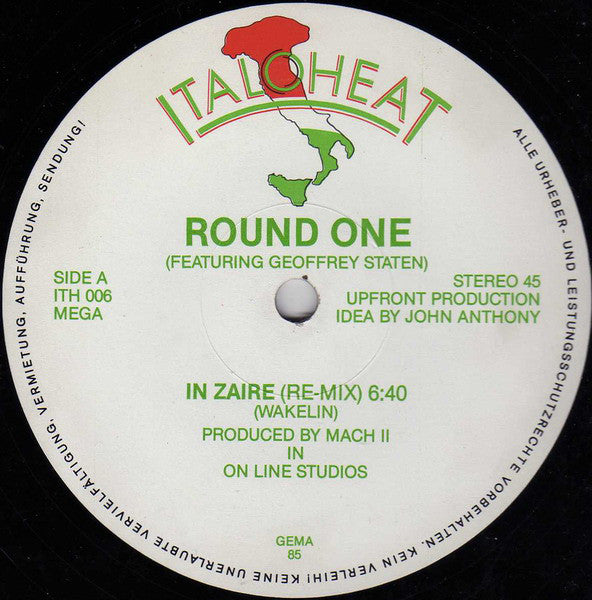 ITALOHEAT
ROUND ONE
(FEATURING GEOFFREY STATEN)
SIDE A
ITH 006
MEGA
STEREO 45
UPFRONT PRODUCTION
IDEA BY JOHN ANTHONY
IN ZAIRE (RE-MIX) 6:40
(WAKELIN)
PRODUCED BY MACH II
IN
ON LINE STUDIOS
GEMA
85
ALLE URHEBER- UND LEISTUNGSSCHUTZRECHTE VORBEHALTEN. KEIN VERLEIH! KEINE UNERLAUBTE VERVIELFÄLTIGUNG, VERMIETUNG, AUFFÜHRUNG, SENDUNG!